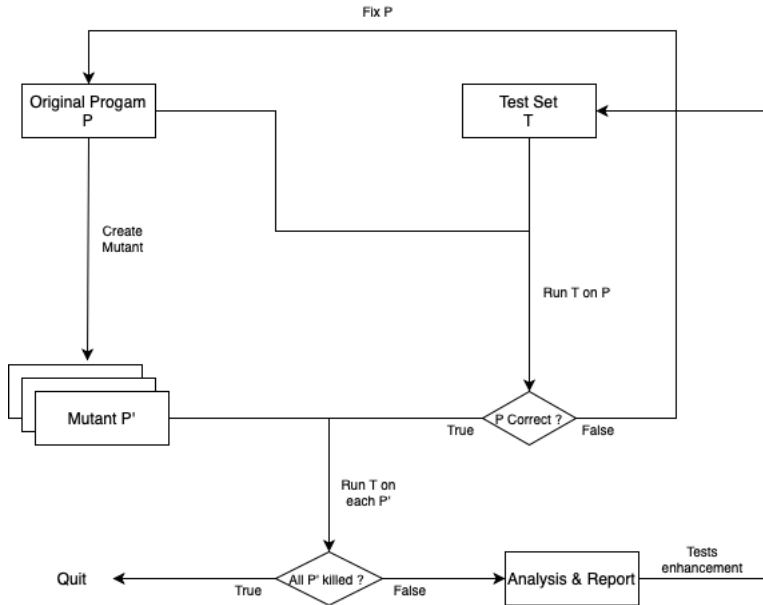 Fix P
Original Progam
P
Test Set
T
Create
Mutant
Run T on P
Mutant P'
P Correct ?
True
False
Run T on
each P'
Quit
True
All P' killed ?
False
Analysis & Report
Tests
enhancement